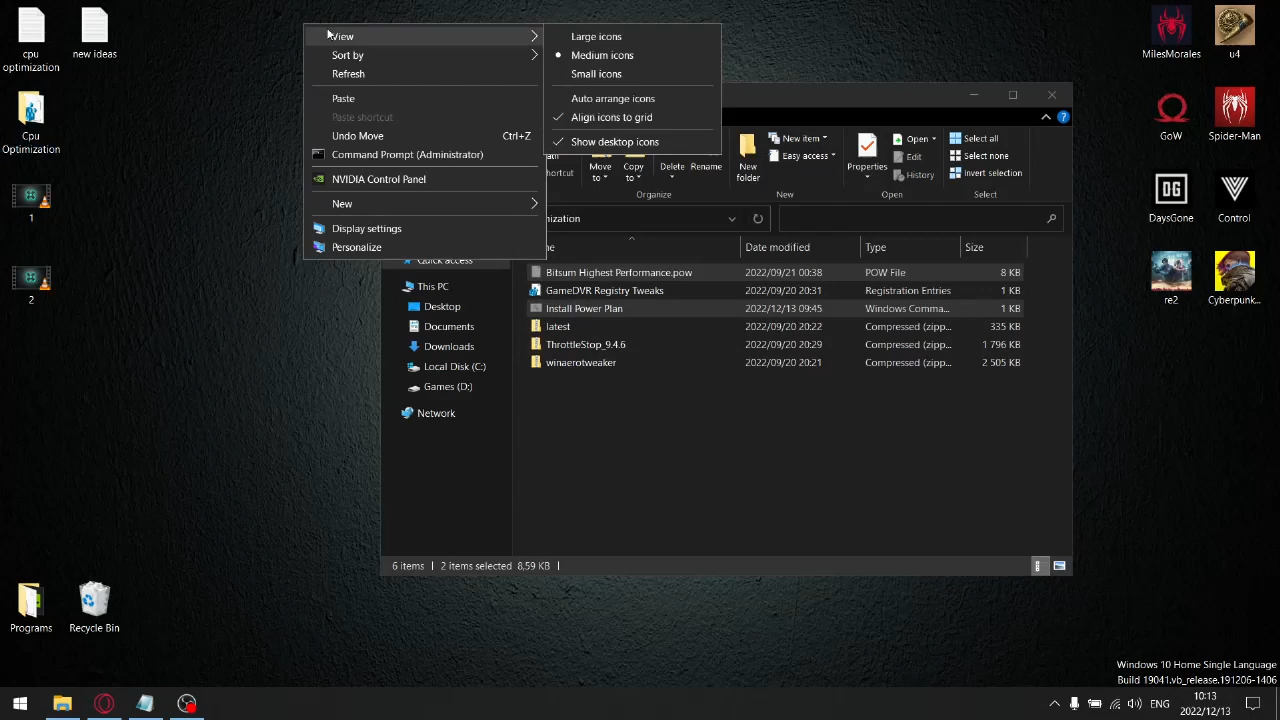 cpu
optimization
new ideas
Cpu
Optimization
1
2
Programs
Recycle Bin
View
Sort by
Refresh
Paste
Paste shortcut
Undo Move Ctrl+Z
Command Prompt (Administrator)
NVIDIA Control Panel
New
Display settings
Personalize
Large icons
Medium icons
Small icons
Auto arrange icons
Align icons to grid
Show desktop icons
Move
to
Copy
to
Delete
Rename
Organize
New
folder
New item
Easy access
New
Properties
Open
Edit
History
Open
Select all
Select none
Invert selection
Select
Date modified Type Size
Quick access
This PC
Desktop
Documents
Downloads
Local Disk (C:)
Games (D:)
Network
Bitsum Highest Performance.pow 2022/09/21 00:38 POW File 8 KB
GameDVR Registry Tweaks 2022/09/20 20:31 Registration Entries 1 KB
Install Power Plan 2022/12/13 09:45 Windows Comma... 1 KB
latest 2022/09/20 20:22 Compressed (zipp... 335 KB
ThrottleStop_9.4.6 2022/09/20 20:29 Compressed (zipp... 1 796 KB
winaerotweaker 2022/09/20 20:21 Compressed (zipp... 2 505 KB
6 items 2 items selected 8,59 KB
MilesMorales
u4
GoW
Spider-Man
DG
DaysGone
Control
re2
Cyberpunk...
Windows 10 Home Single Language
Build 19041.vb_release.191206-1406
ENG
10:13
2022/12/13